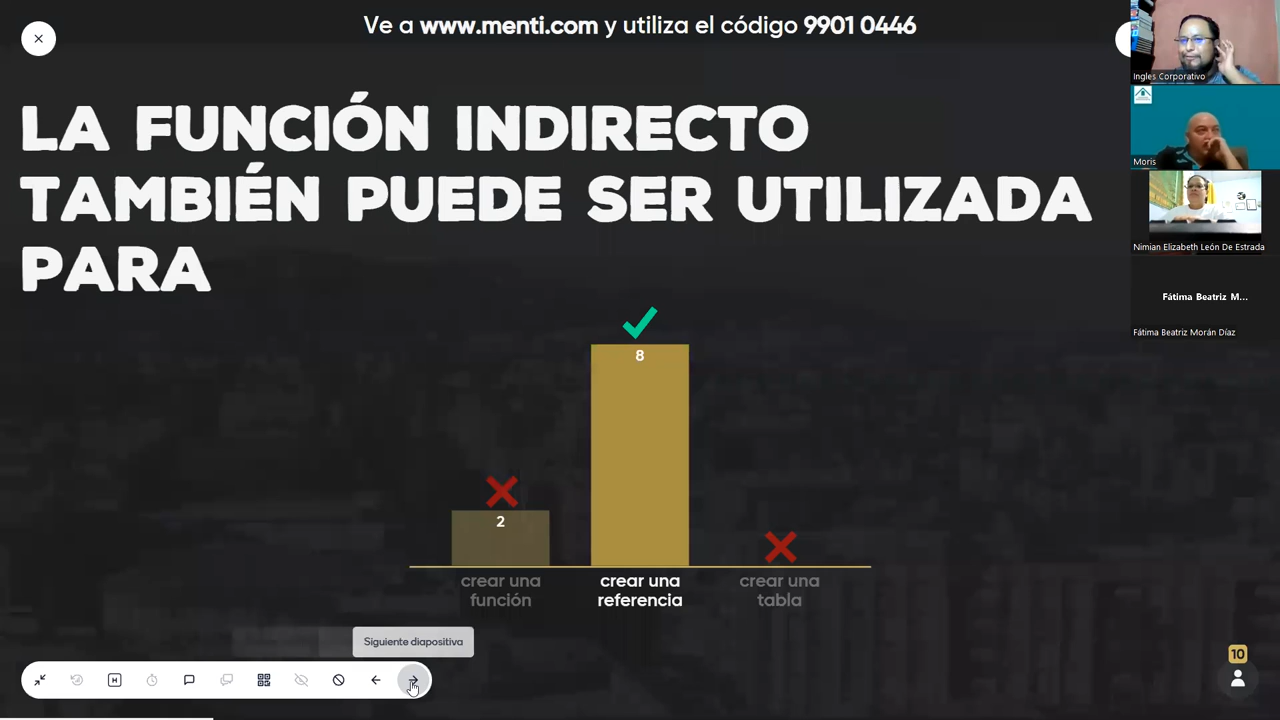 Ve a www.menti.com y utiliza el código 9901 0446
LA FUNCIÓN INDIRECTO
TAMBIÉN PUEDE SER UTILIZADA
PARA
8
2
crear una
función
crear una
referencia
crear una
tabla
Siguiente diapositiva
H
10
Ingles Corporativo
Moris
Nimian Elizabeth León De Estrada
Fátima Beatriz M...
Fátima Beatriz Morán Díaz